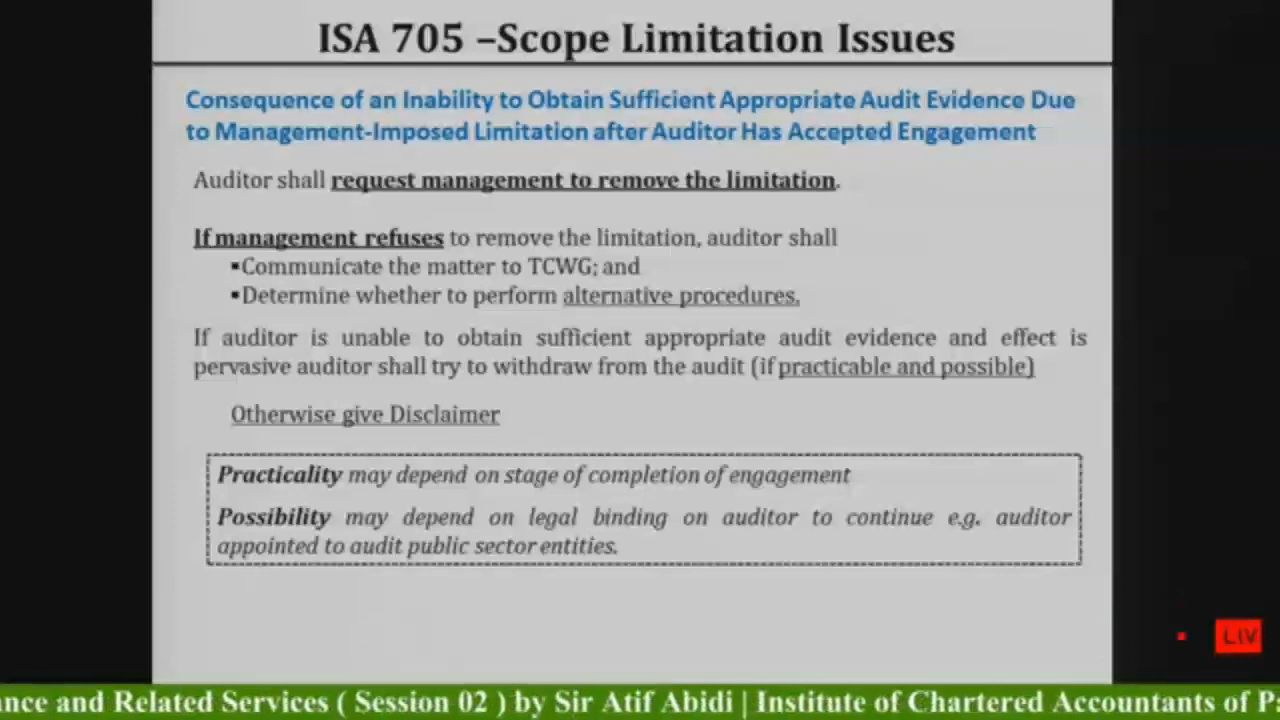 ISA 705 –Scope Limitation Issues
Consequence of an Inability to Obtain Sufficient Appropriate Audit Evidence Due
to Management-Imposed Limitation after Auditor Has Accepted Engagement
Auditor shall request management to remove the limitation.
If management refuses to remove the limitation, auditor shall
▪Communicate the matter to TCWG; and
▪Determine whether to perform alternative procedures.
If auditor is unable to obtain sufficient appropriate audit evidence and effect is
pervasive auditor shall try to withdraw from the audit (if practicable and possible)
Otherwise give Disclaimer
Practicality may depend on stage of completion of engagement
Possibility may depend on legal binding on auditor to continue e.g. auditor
appointed to audit public sector entities.
LIV
nce and Related Services ( Session 02 ) by Sir Atif Abidi | Institute of Chartered Accountants of P